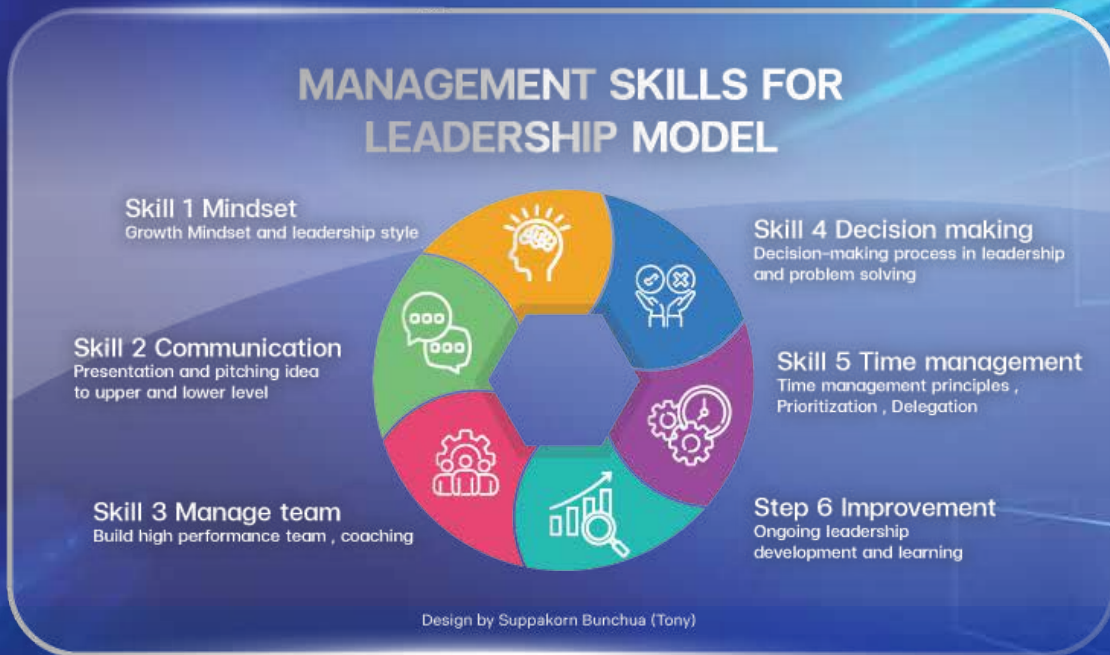 MANAGEMENT SKILLS FOR
LEADERSHIP MODEL
Skill 1 Mindset
Growth Mindset and leadership style
Skill 2 Communication
Presentation and pitching idea
to upper and lower level
Skill 3 Manage team
Build high performance team , coaching
Skill 4 Decision making
Decision-making process in leadership
and problem solving
Skill 5 Time management
Time management principles ,
Prioritization , Delegation
Step 6 Improvement
Ongoing leadership
development and learning
Design by Suppakorn Bunchua (Tony)